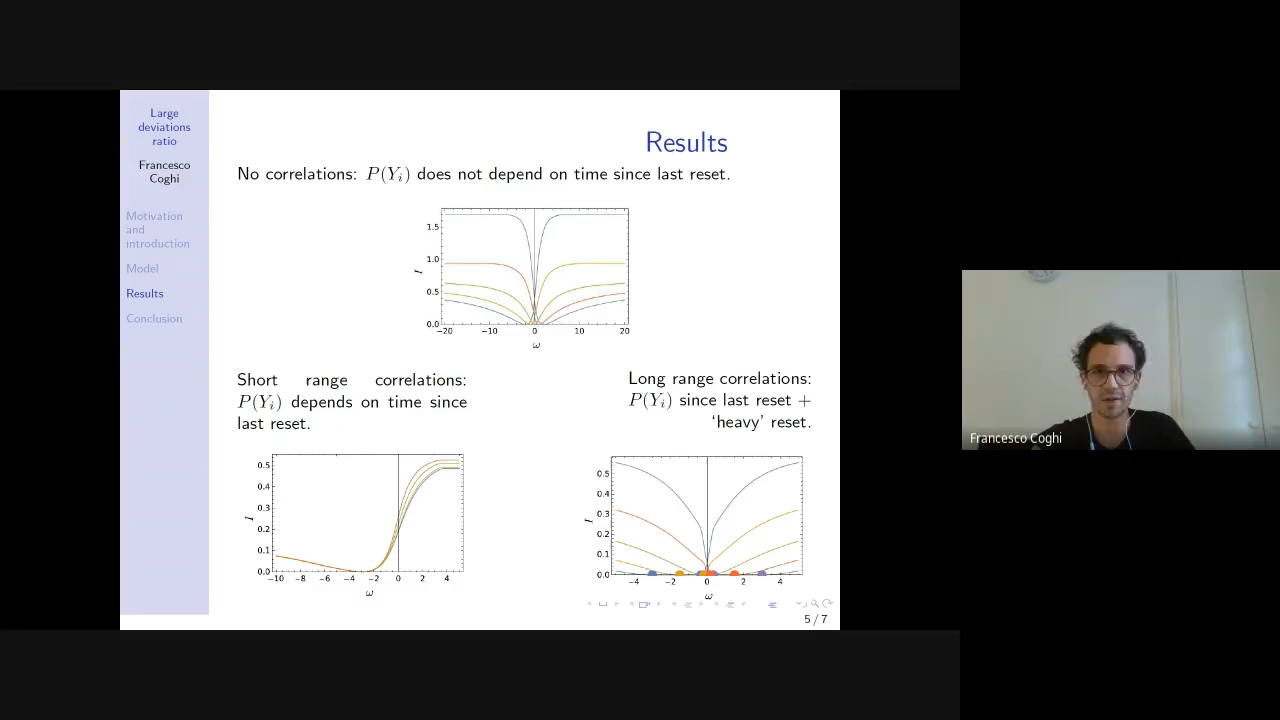 Large
deviations
ratio
Francesco
Coghi
Motivation
and
introduction
Model
Results
Conclusion
Results
No correlations: P(Y_i) does not depend on time since last reset.
1.5
1.0
0.5
0.0
I
−20 −10 0 10 20
ω
Short range correlations:
P(Y_i) depends on time since
last reset.
0.5
0.4
0.3
0.2
0.1
0.0
I
−10 −8 −6 −4 −2 0 2 4
ω
Long range correlations:
P(Y_i) since last reset +
‘heavy’ reset.
0.5
0.4
0.3
0.2
0.1
0.0
I
−4 −2 0 2 4
ω
5 / 7
Francesco Coghi